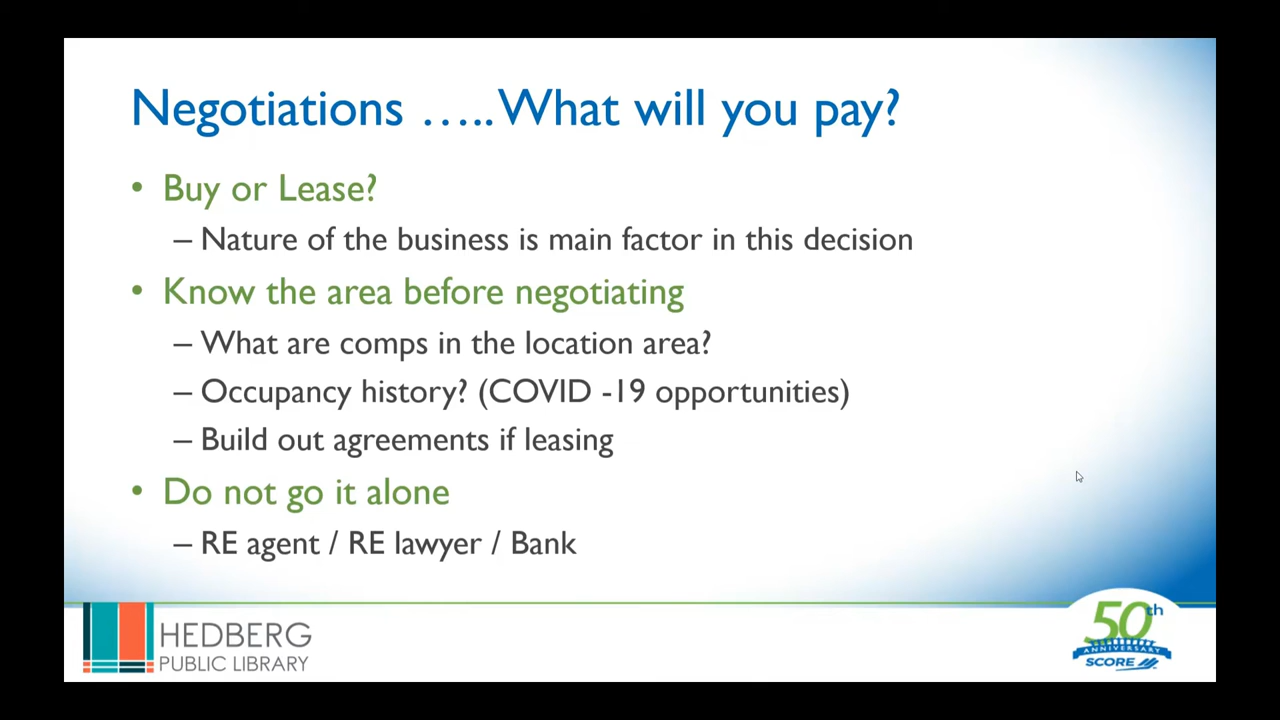 Negotiations ….. What will you pay?
• Buy or Lease?
– Nature of the business is main factor in this decision
• Know the area before negotiating
– What are comps in the location area?
– Occupancy history? (COVID -19 opportunities)
– Build out agreements if leasing
• Do not go it alone
– RE agent / RE lawyer / Bank
HEDBERG
PUBLIC LIBRARY
50th
ANNIVERSARY
SCORE